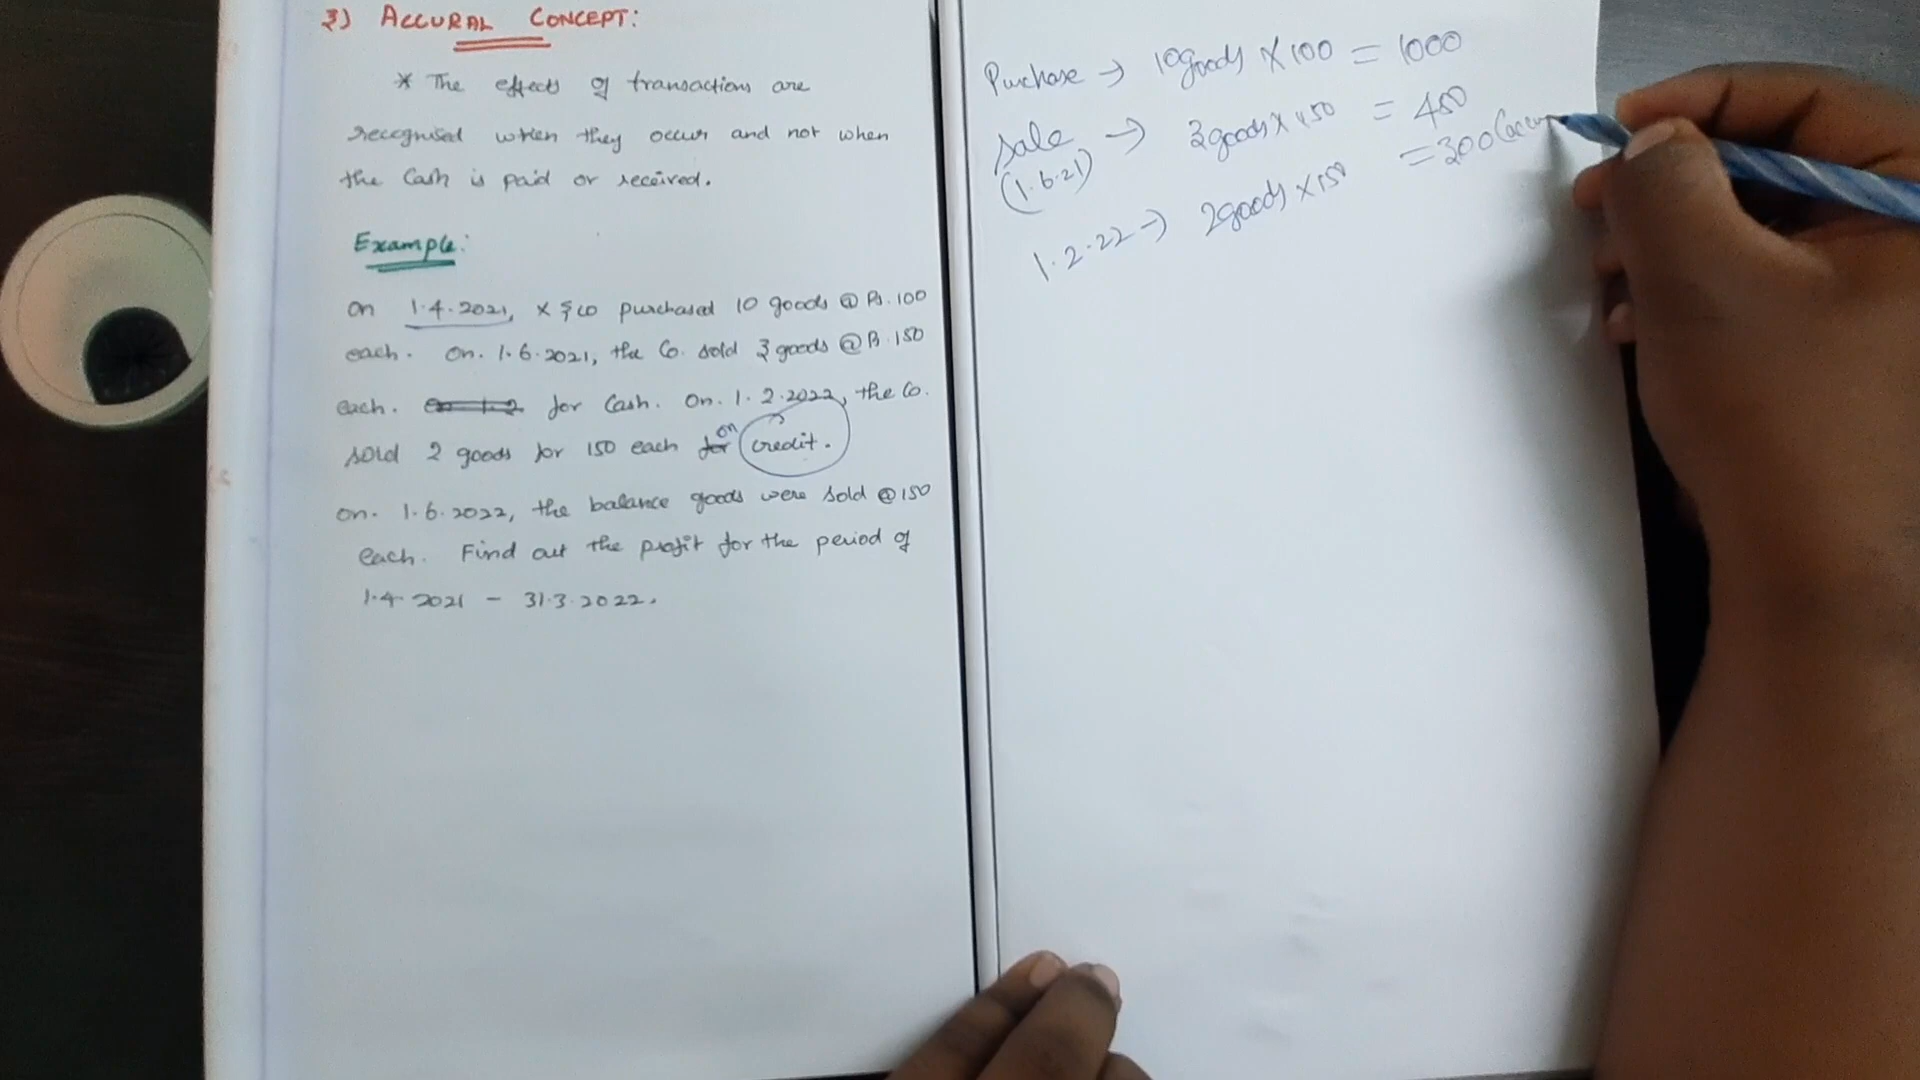 3) ACCURAL CONCEPT:
* The effects of transactions are
recognised when they occur and not when
the Cash is paid or received.
Example:
On 1.4.2021, X & Co purchased 10 goods @ Rs. 100
each. On. 1.6.2021, the Co. sold 3 goods @ Rs. 150
each. for Cash. On. 1.2.2022, the Co.
sold 2 goods for 150 each on credit.
On. 1.6.2022, the balance goods were sold @ 150
each. Find out the profit for the period of
1.4.2021 - 31.3.2022.
Purchase → 10 goods X 100 = 1000
Sale → 3 goods X 150 = 450
(1.6.21)
1.2.22 → 2 goods X 150 = 300